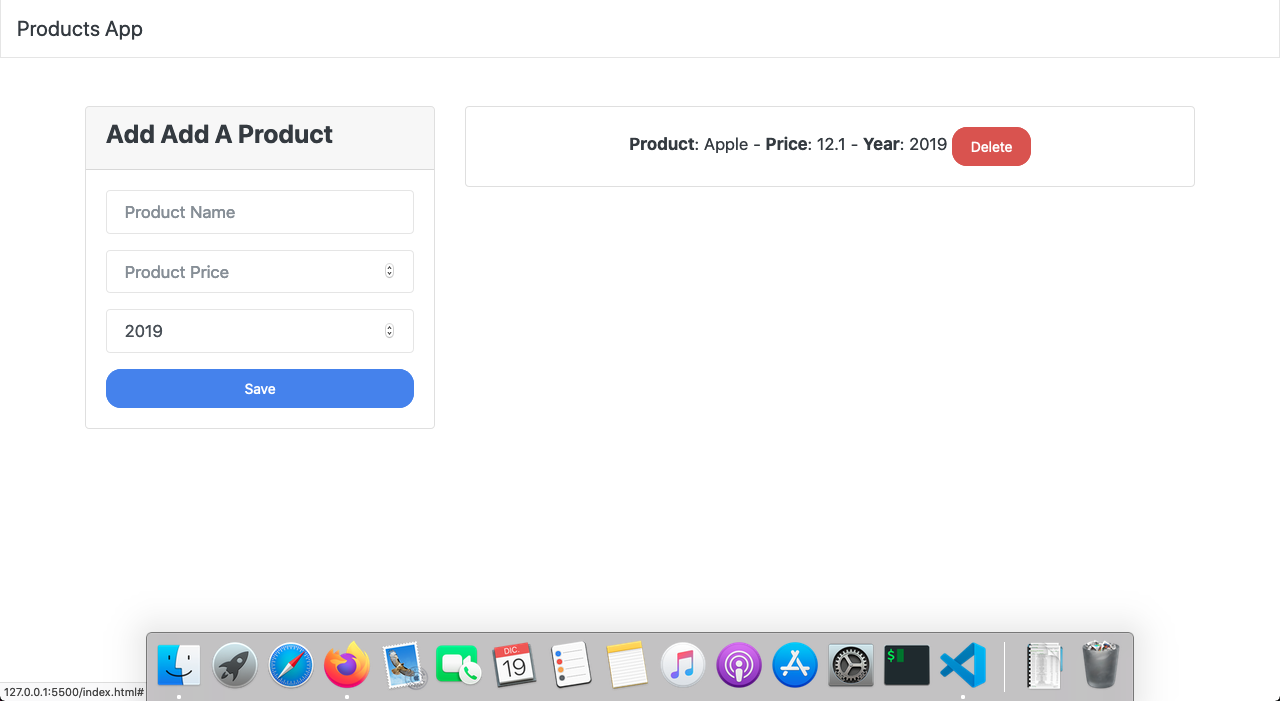 Products App
Add Add A Product
Product Name
Product Price
2019
Save
Product: Apple - Price: 12.1 - Year: 2019 Delete
DIC.
19
$
127.0.0.1:5500/index.html#